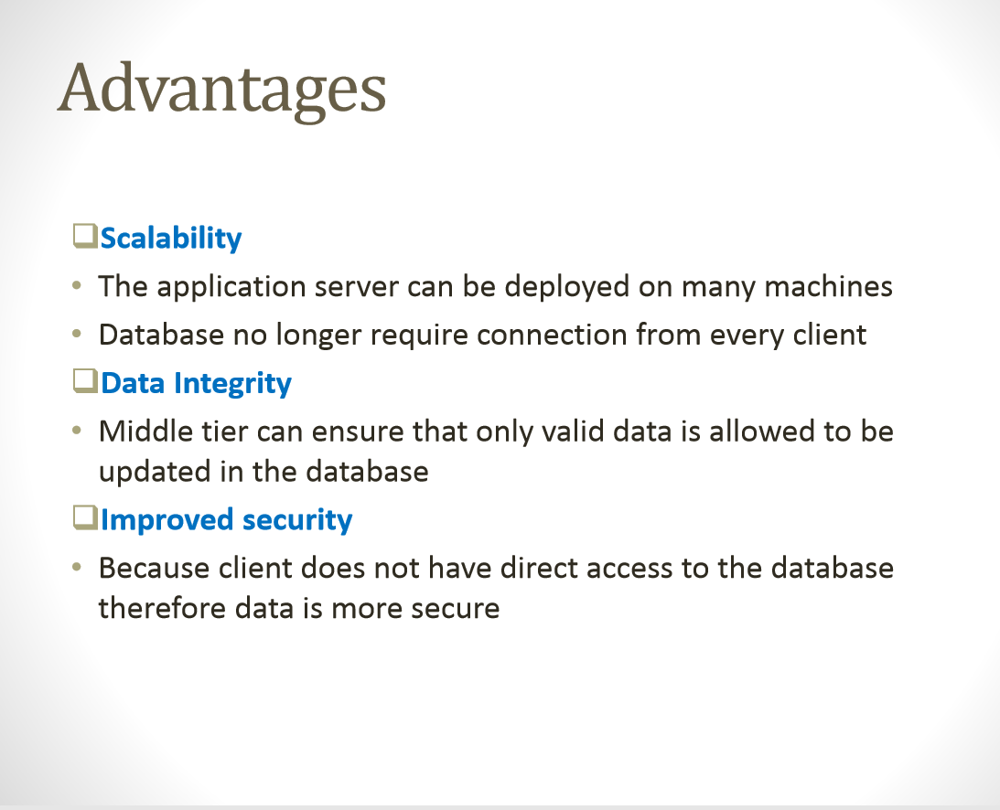 Advantages
Scalability
• The application server can be deployed on many machines
• Database no longer require connection from every client
Data Integrity
• Middle tier can ensure that only valid data is allowed to be
updated in the database
Improved security
• Because client does not have direct access to the database
therefore data is more secure